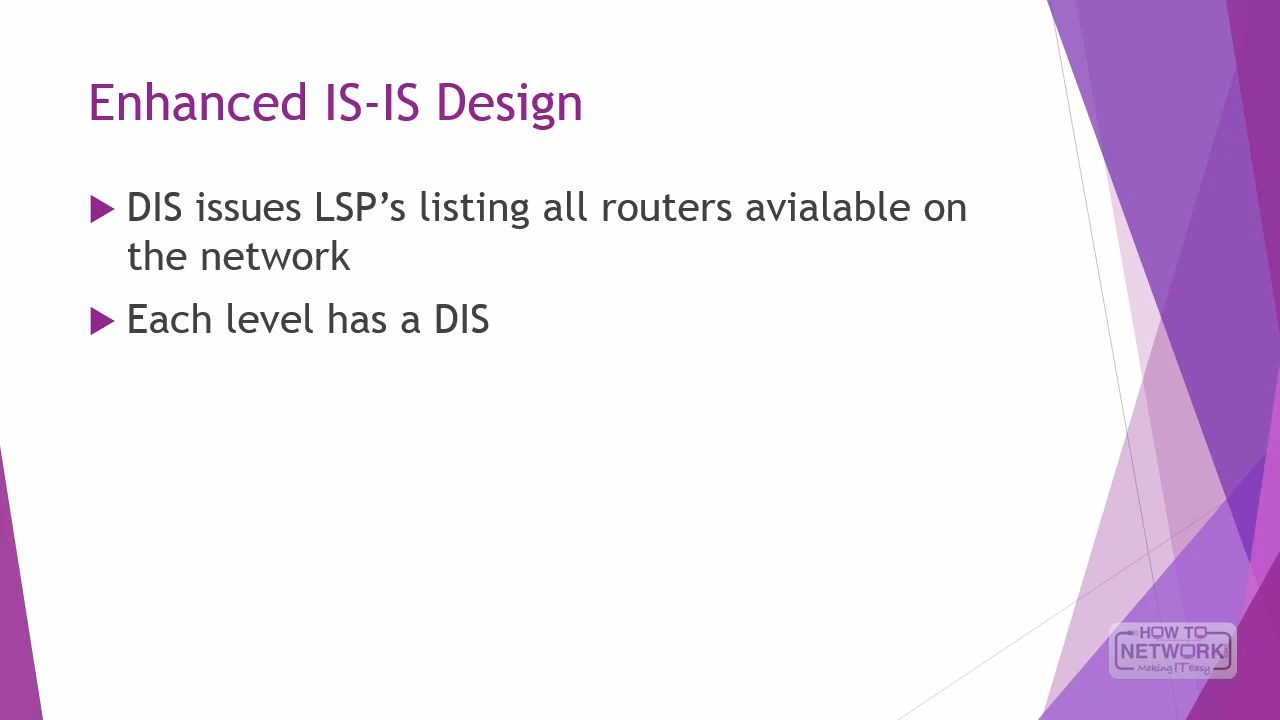 Enhanced IS-IS Design
DIS issues LSP’s listing all routers avialable on
the network
Each level has a DIS
HOW TO
NETWORK
Making IT Easy